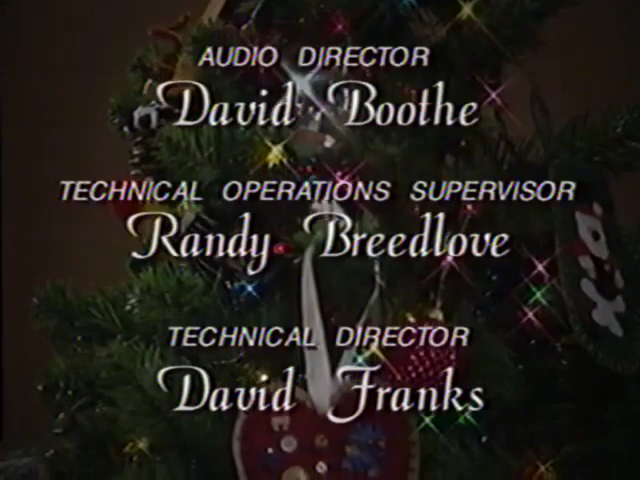 AUDIO DIRECTOR
David Boothe
TECHNICAL OPERATIONS SUPERVISOR
Randy Breedlove
TECHNICAL DIRECTOR
David Franks